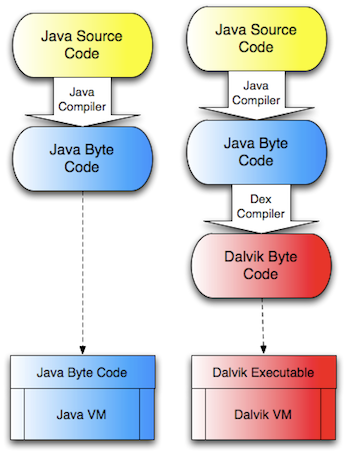 Java Source
Code
Java
Compiler
Java Byte
Code
Java Byte Code
Java VM
Java Source
Code
Java
Compiler
Java Byte
Code
Dex
Compiler
Dalvik Byte
Code
Dalvik Executable
Dalvik VM